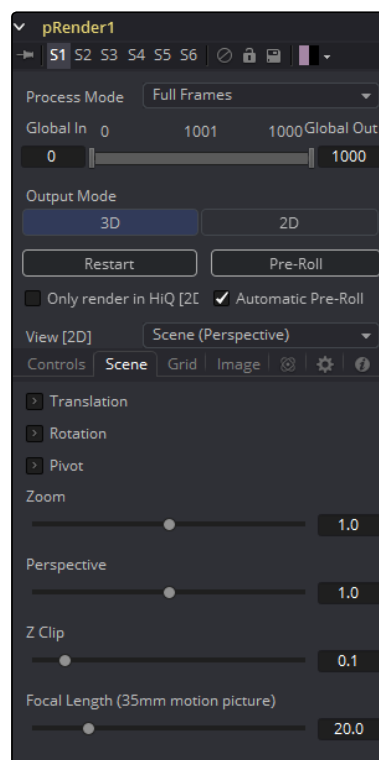 pRender1
S1 S2 S3 S4 S5 S6
Process Mode Full Frames
Global In 0 1001 1000 Global Out
0 1000
Output Mode
3D 2D
Restart Pre-Roll
Only render in HiQ [2D Automatic Pre-Roll
View [2D] Scene (Perspective)
Controls Scene Grid Image
Translation
Rotation
Pivot
Zoom
1.0
Perspective
1.0
Z Clip
0.1
Focal Length (35mm motion picture)
20.0